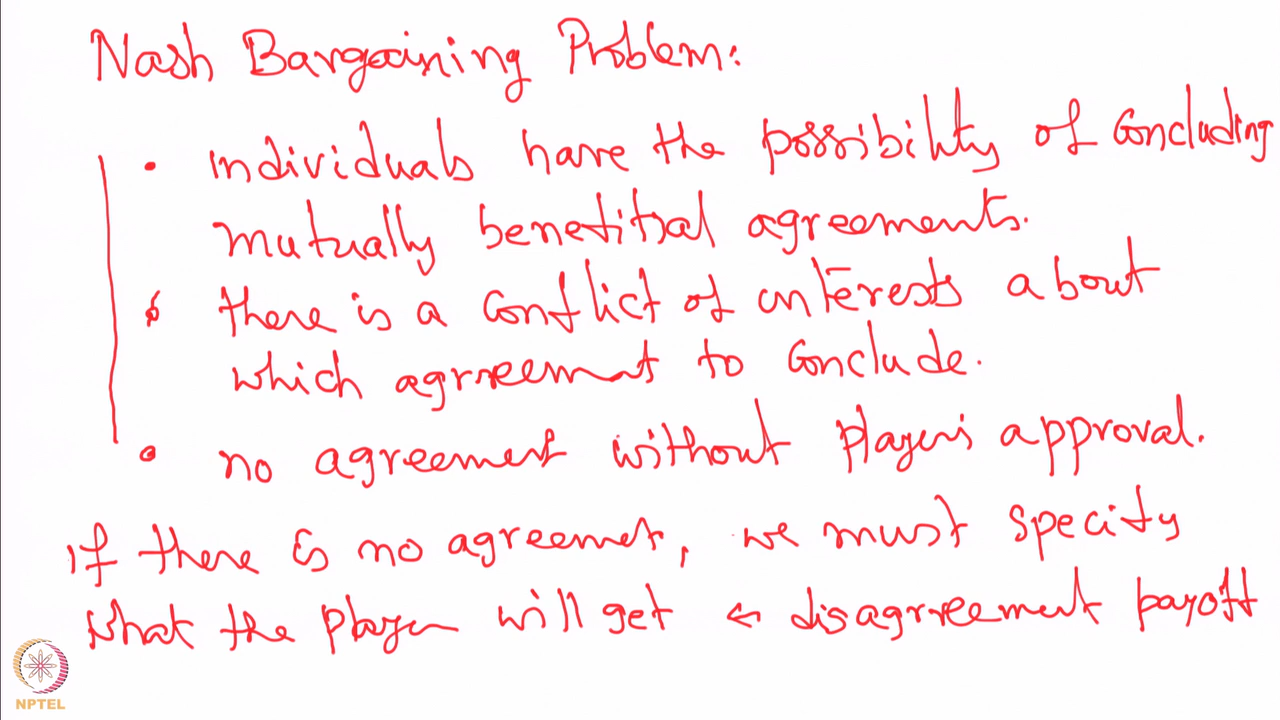 Nash Bargaining Problem:
• individuals have the possibility of concluding
mutually benefitial agreements.
• there is a conflict of interests about
which agreement to conclude.
• no agreement without player's approval.
If there is no agreemet, we must specify
what the player will get ← disagreement payoff
NPTEL